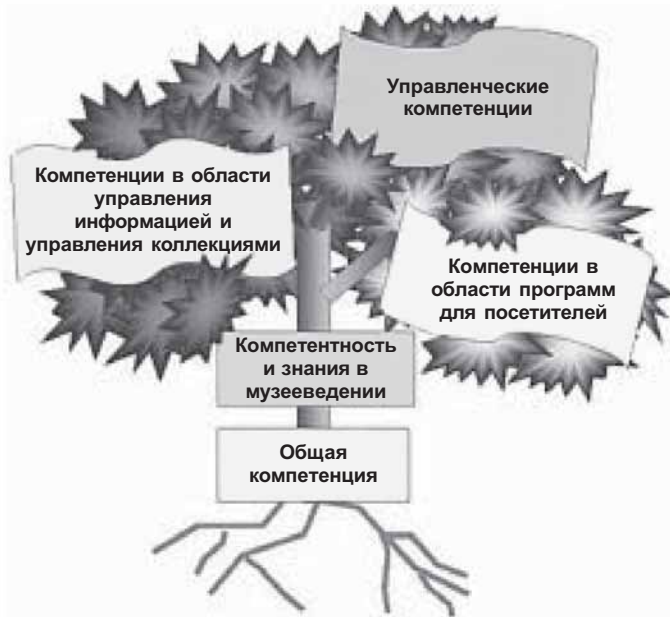 Управленческие
компетенции
Компетенции в области
управления
информацией и
управления коллекциями
Компетенции в
области программ
для посетителей
Компетентность
и знания в
музееведении
Общая
компетенция